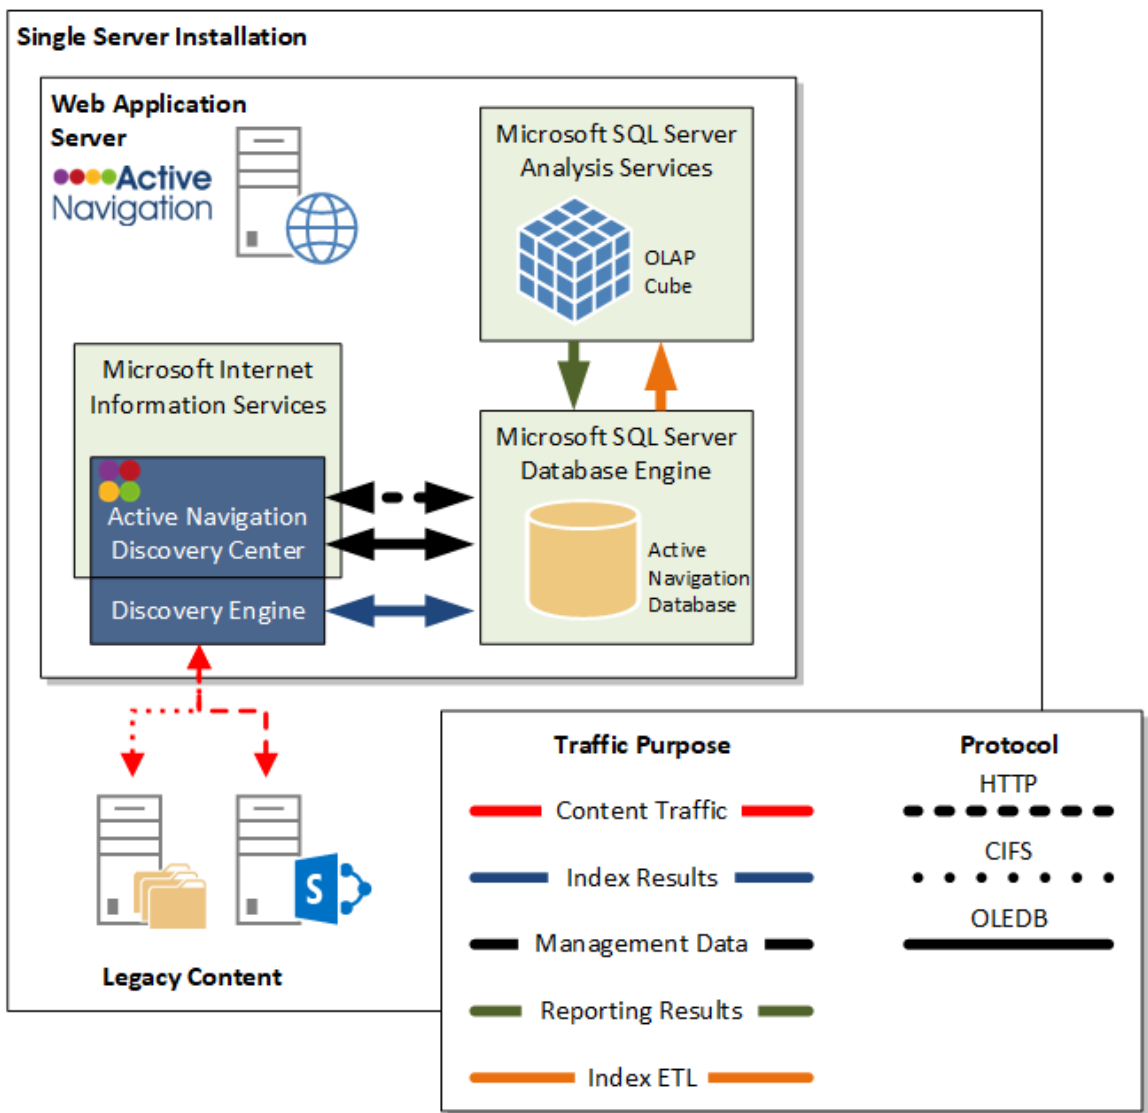 Single Server Installation
Web Application
Server
Active
Navigation
Microsoft SQL Server
Analysis Services
OLAP
Cube
Microsoft Internet
Information Services
Microsoft SQL Server
Database Engine
Active Navigation
Discovery Center
Active
Navigation
Database
Discovery Engine
S
Legacy Content
Traffic Purpose
Content Traffic
Index Results
Management Data
Reporting Results
Index ETL
Protocol
HTTP
CIFS
OLEDB